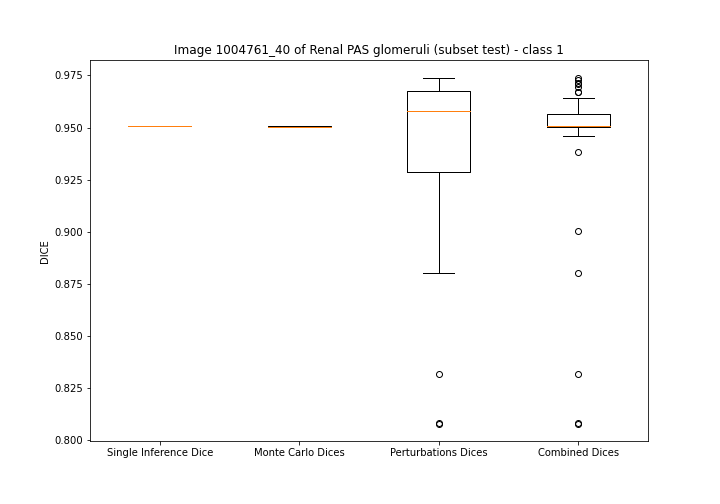 Image 1004761_40 of Renal PAS glomeruli (subset test) - class 1
0.975
0.950
0.925
0.900
0.875
0.850
0.825
0.800
DICE
Single Inference Dice
Monte Carlo Dices
Perturbations Dices
Combined Dices